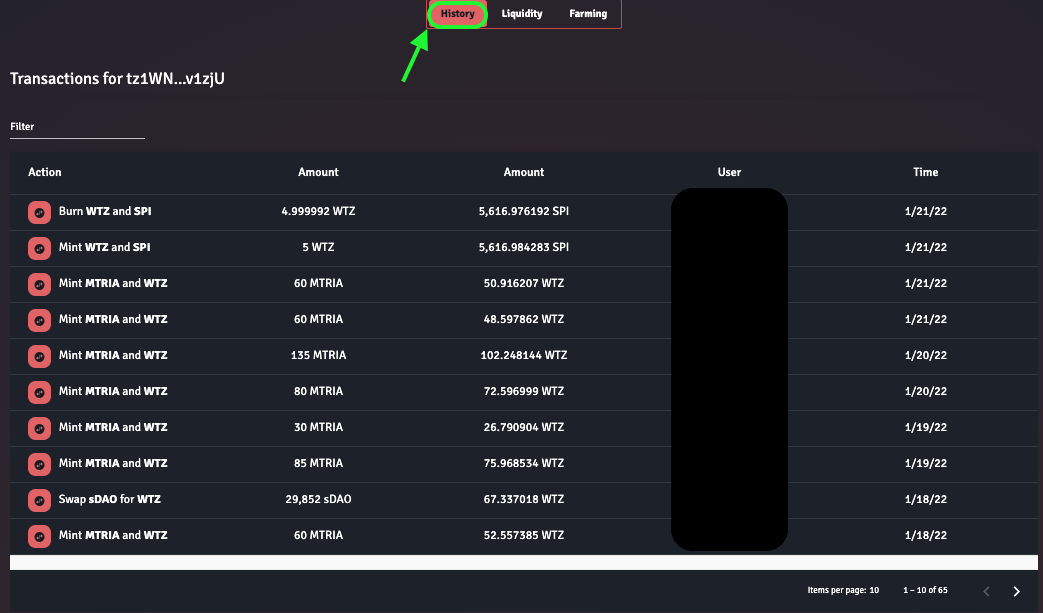 History Liquidity Farming
Transactions for tz1WN...v1zjU
Filter
Action Amount Amount User Time
Burn WTZ and SPI 4.999992 WTZ 5,616.976192 SPI 1/21/22
Mint WTZ and SPI 5 WTZ 5,616.984283 SPI 1/21/22
Mint MTRIA and WTZ 60 MTRIA 50.916207 WTZ 1/21/22
Mint MTRIA and WTZ 60 MTRIA 48.597862 WTZ 1/21/22
Mint MTRIA and WTZ 135 MTRIA 102.248144 WTZ 1/20/22
Mint MTRIA and WTZ 80 MTRIA 72.596999 WTZ 1/20/22
Mint MTRIA and WTZ 30 MTRIA 26.790904 WTZ 1/19/22
Mint MTRIA and WTZ 85 MTRIA 75.968534 WTZ 1/19/22
Swap sDAO for WTZ 29,852 sDAO 67.337018 WTZ 1/18/22
Mint MTRIA and WTZ 60 MTRIA 52.557385 WTZ 1/18/22
Items per page: 10 1 – 10 of 65